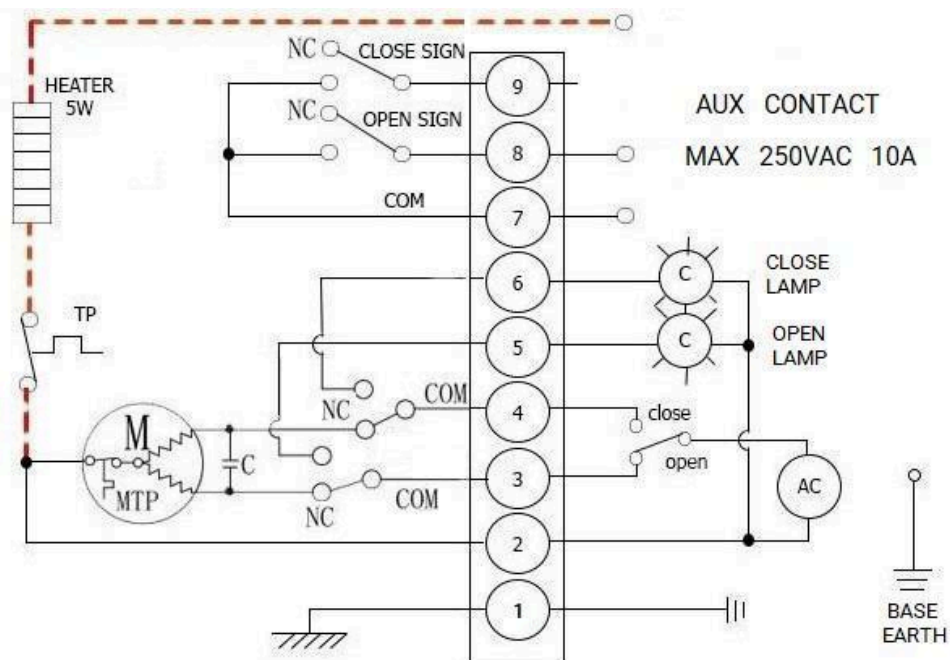 NC
CLOSE SIGN
9
HEATER
5W
AUX CONTACT
NC
OPEN SIGN
8
MAX 250VAC 10A
COM
7
6
C
CLOSE
LAMP
TP
5
C
OPEN
LAMP
NC
COM
4
close
M
C
open
MTP
NC
COM
3
AC
2
1
BASE
EARTH